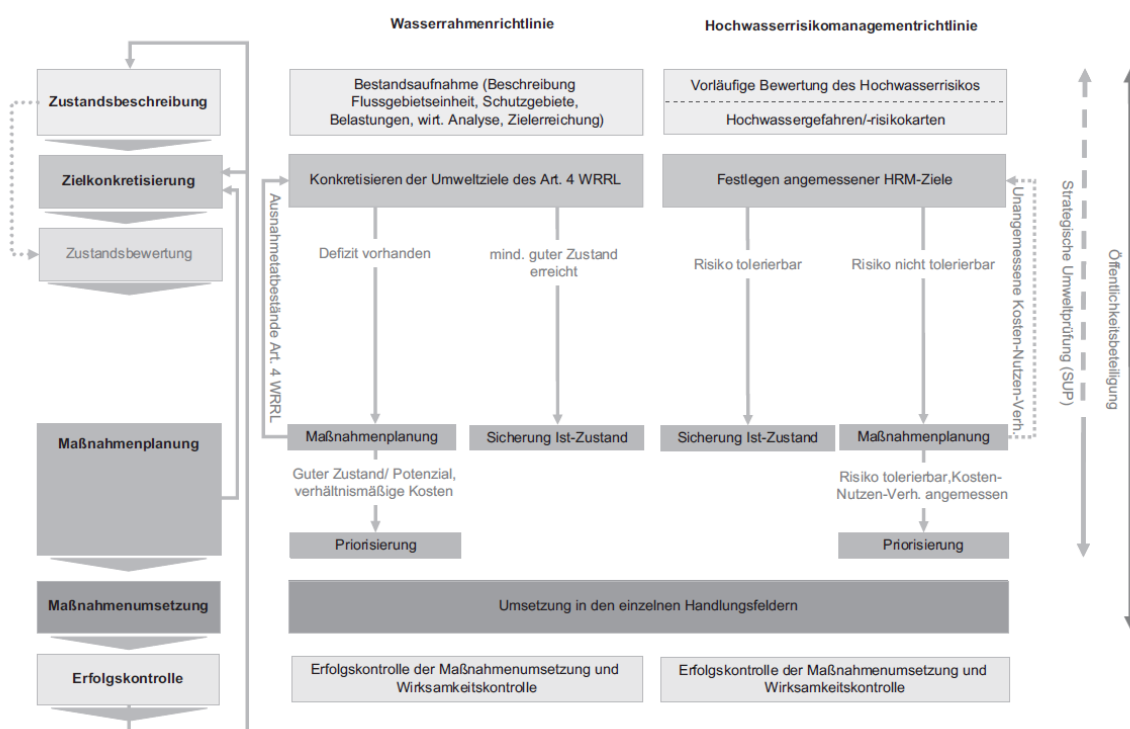 Wasserrahmenrichtlinie
Hochwasserrisikomanagementrichtlinie
Zustandsbeschreibung
Bestandsaufnahme (Beschreibung
Flussgebietseinheit, Schutzgebiete,
Belastungen, wirt. Analyse, Zielerreichung)
Vorläufige Bewertung des Hochwasserrisikos
Hochwassergefahren/-risikokarten
Zielkonkretisierung
Konkretisieren der Umweltziele des Art. 4 WRRL
Festlegen angemessener HRM-Ziele
Zustandsbewertung
Ausnahmetatbestände Art. 4 WRRL
Defizit vorhanden
mind. guter Zustand
erreicht
Risiko tolerierbar
Risiko nicht tolerierbar
Unangemessene Kosten-Nutzen-Verh.
Strategische Umweltprüfung (SUP)
Öffentlichkeitsbeteiligung
Maßnahmenplanung
Maßnahmenplanung
Sicherung Ist-Zustand
Sicherung Ist-Zustand
Maßnahmenplanung
Guter Zustand/ Potenzial,
verhältnismäßige Kosten
Risiko tolerierbar,Kosten-
Nutzen-Verh. angemessen
Priorisierung
Priorisierung
Maßnahmenumsetzung
Umsetzung in den einzelnen Handlungsfeldern
Erfolgskontrolle
Erfolgskontrolle der Maßnahmenumsetzung und
Wirksamkeitskontrolle
Erfolgskontrolle der Maßnahmenumsetzung und
Wirksamkeitskontrolle